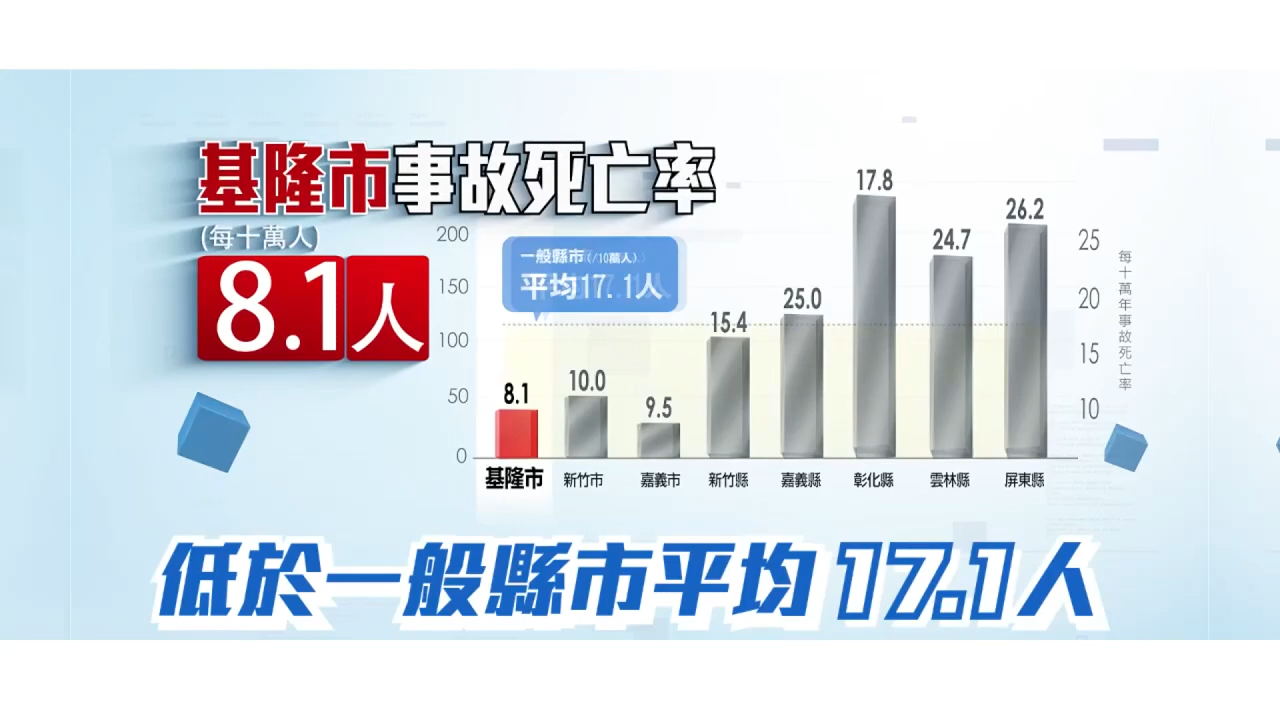 基隆市事故死亡率
(每十萬人)
8.1人
200
150
100
50
0
一般縣市(/10萬人)
平均17.1人
8.1
10.0
9.5
15.4
25.0
17.8
24.7
26.2
25
20
15
10
每十萬年事故死亡率
基隆市
新竹市
嘉義市
新竹縣
嘉義縣
彰化縣
雲林縣
屏東縣
低於一般縣市平均17.1人